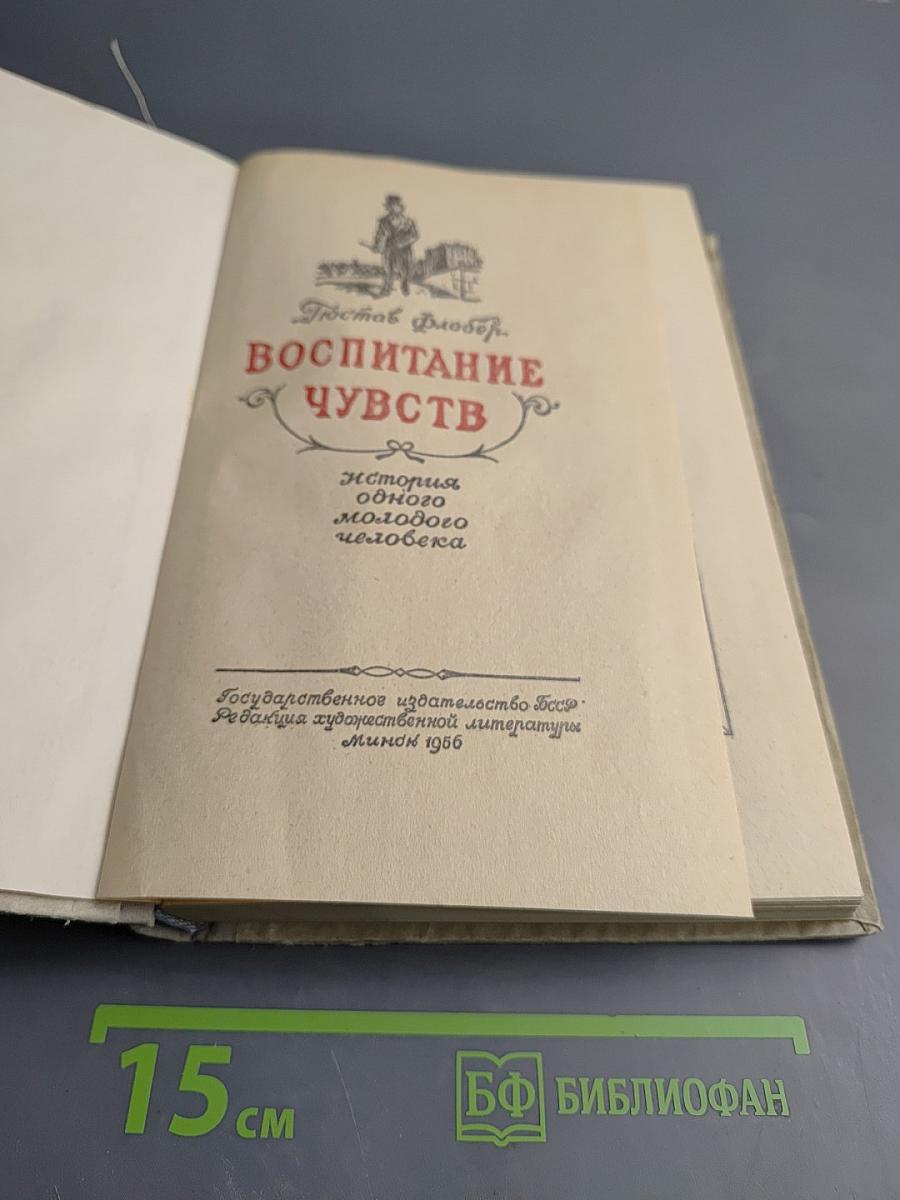 Гюстав Флобер
ВОСПИТАНИЕ
ЧУВСТВ
История
одного
молодого
человека
Государственное издательство БССР
Редакция художественной литературы
Минск 1956
15 см
БФ БИБЛИОФАН